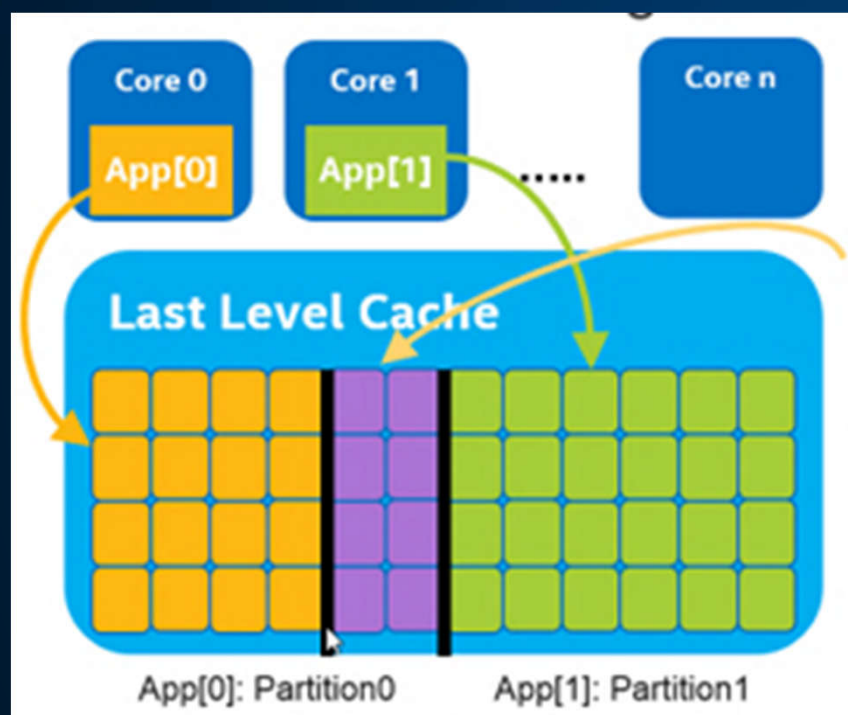 Core 0
App[0]
Core 1
App[1]
.....
Core n
Last Level Cache
App[0]: Partition0
App[1]: Partition1